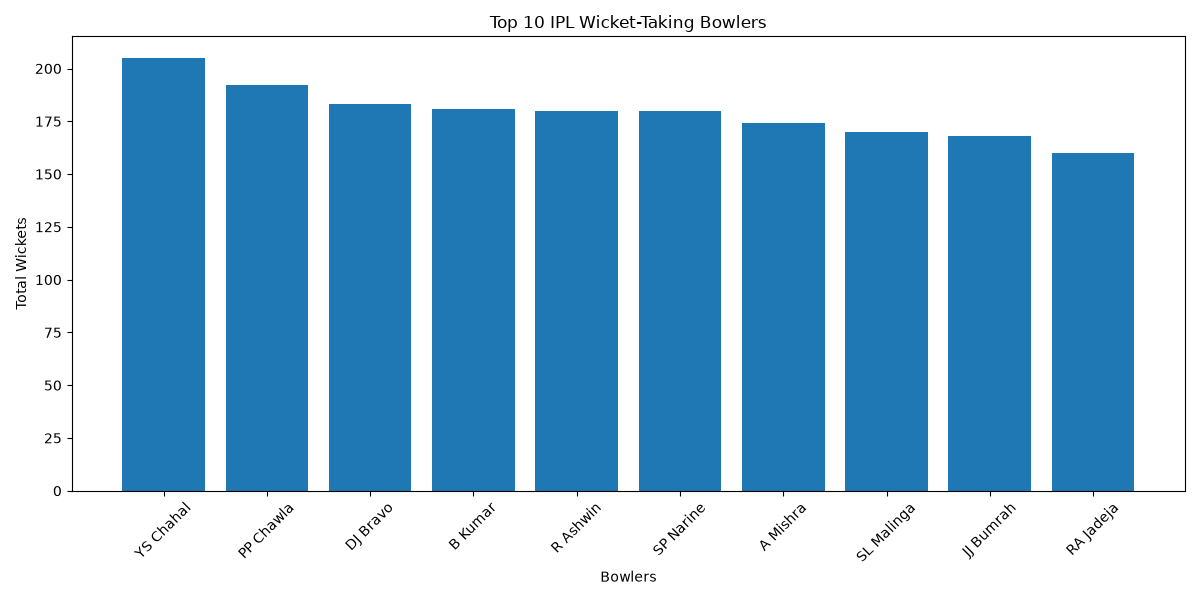 Top 10 IPL Wicket-Taking Bowlers
Total Wickets
200
175
150
125
100
75
50
25
0
YS Chahal
PP Chawla
DJ Bravo
B Kumar
R Ashwin
SP Narine
A Mishra
SL Malinga
JJ Bumrah
RA Jadeja
Bowlers